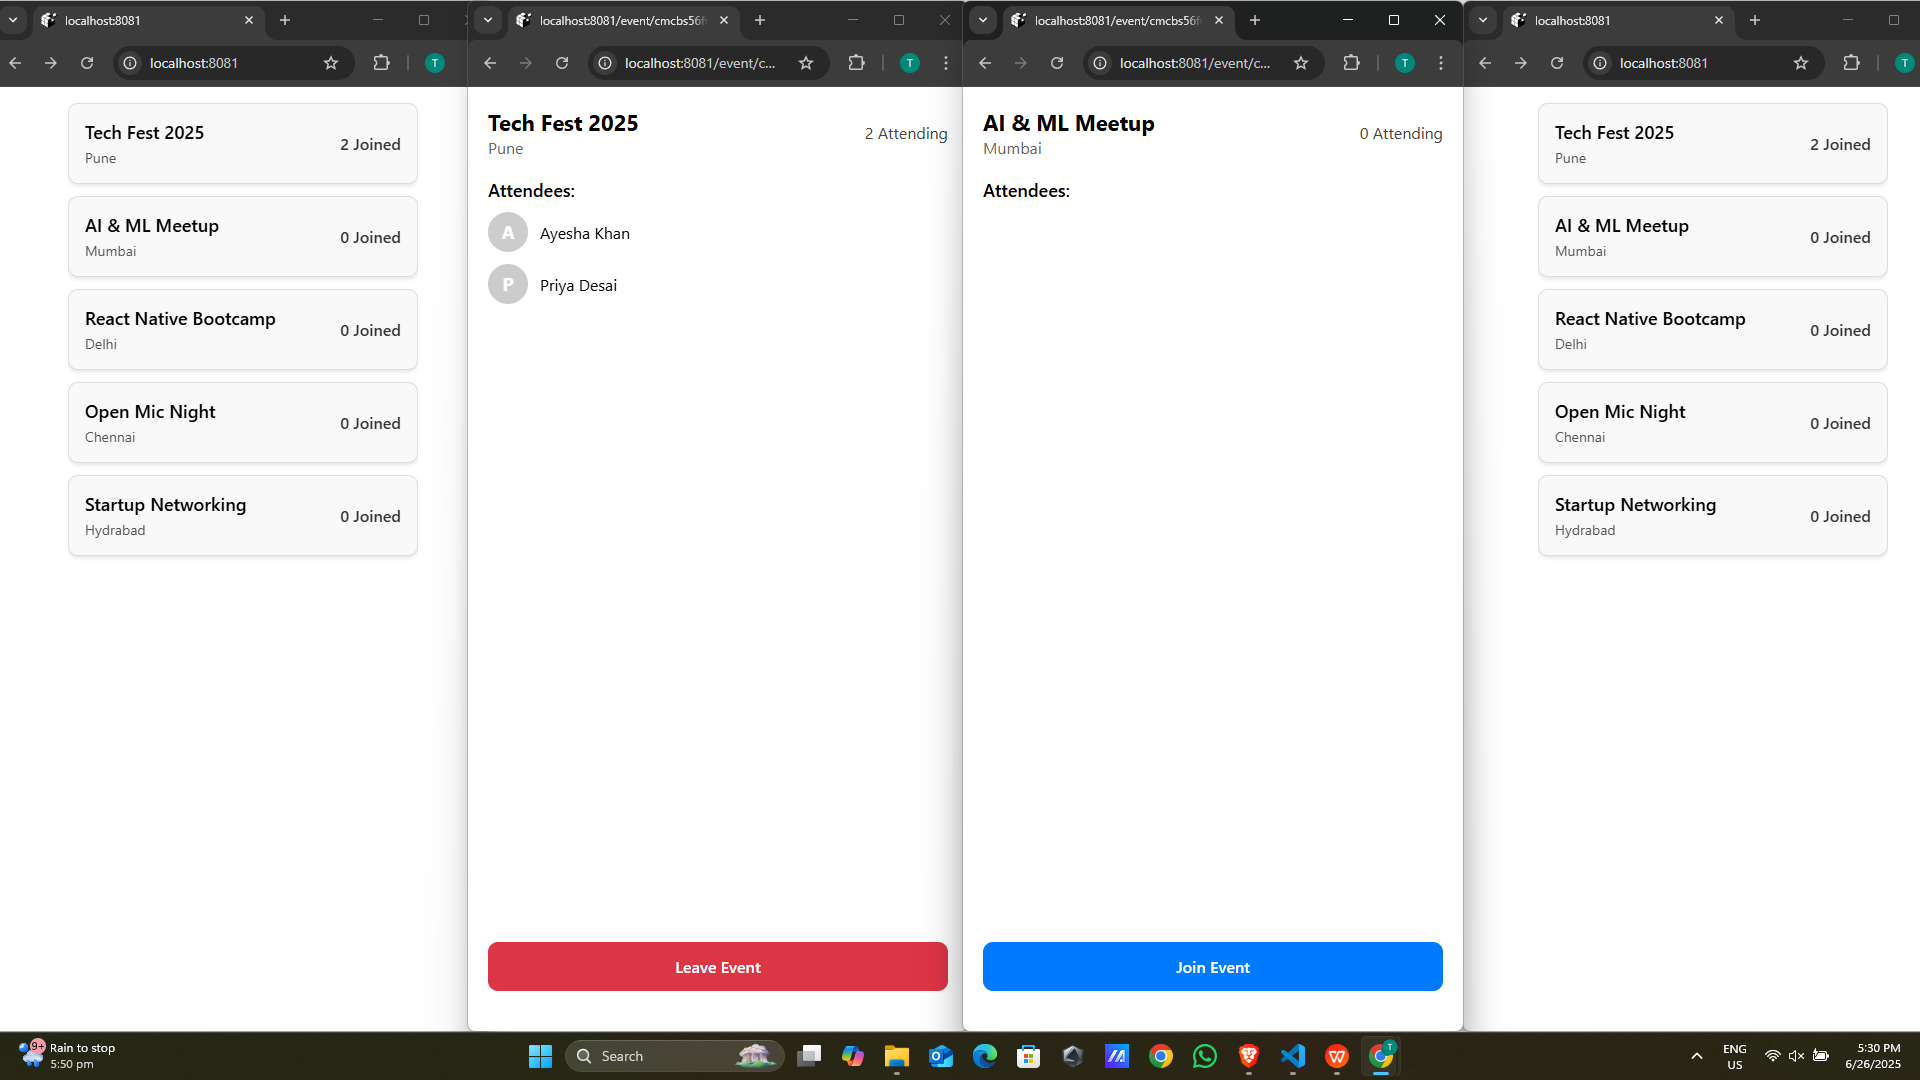 localhost:8081
localhost:8081
T
Tech Fest 2025
Pune
2 Joined
AI & ML Meetup
Mumbai
0 Joined
React Native Bootcamp
Delhi
0 Joined
Open Mic Night
Chennai
0 Joined
Startup Networking
Hydrabad
0 Joined
localhost:8081/event/cmcbs56f
localhost:8081/event/c...
T
Tech Fest 2025
Pune
2 Attending
Attendees:
A
Ayesha Khan
P
Priya Desai
Leave Event
localhost:8081/event/cmcbs56f
localhost:8081/event/c...
T
AI & ML Meetup
Mumbai
0 Attending
Attendees:
Join Event
localhost:8081
localhost:8081
T
Tech Fest 2025
Pune
2 Joined
AI & ML Meetup
Mumbai
0 Joined
React Native Bootcamp
Delhi
0 Joined
Open Mic Night
Chennai
0 Joined
Startup Networking
Hydrabad
0 Joined
9+
Rain to stop
5:50 pm
Search
T
ENG
US
5:30 PM
6/26/2025